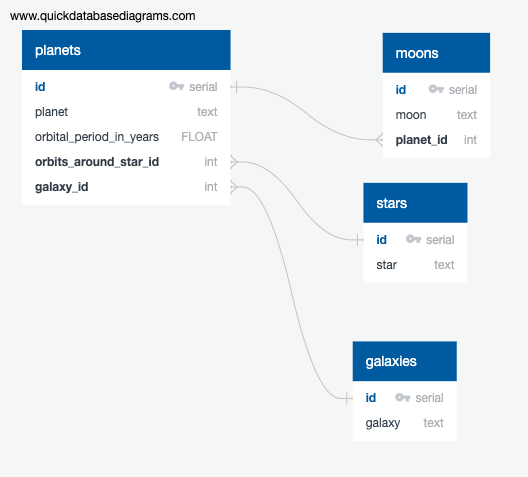 www.quickdatabasediagrams.com
planets
id serial
planet text
orbital_period_in_years FLOAT
orbits_around_star_id int
galaxy_id int
moons
id serial
moon text
planet_id int
stars
id serial
star text
galaxies
id serial
galaxy text